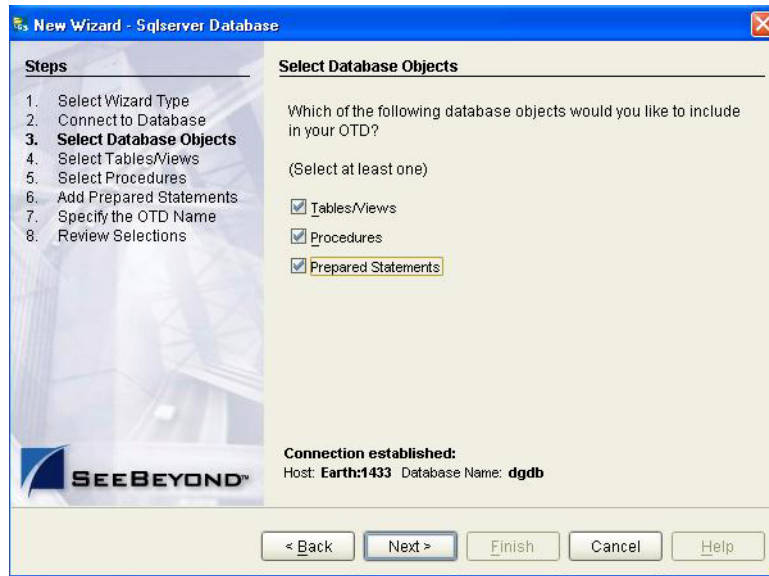 New Wizard - Sqlserver Database
Steps
1. Select Wizard Type
2. Connect to Database
3. Select Database Objects
4. Select Tables/Views
5. Select Procedures
6. Add Prepared Statements
7. Specify the OTD Name
8. Review Selections
SEEBEYOND™
Select Database Objects
Which of the following database objects would you like to include
in your OTD?
(Select at least one)
Tables/Views
Procedures
Prepared Statements
Connection established:
Host: Earth:1433 Database Name: dgdb
< Back
Next >
Finish
Cancel
Help